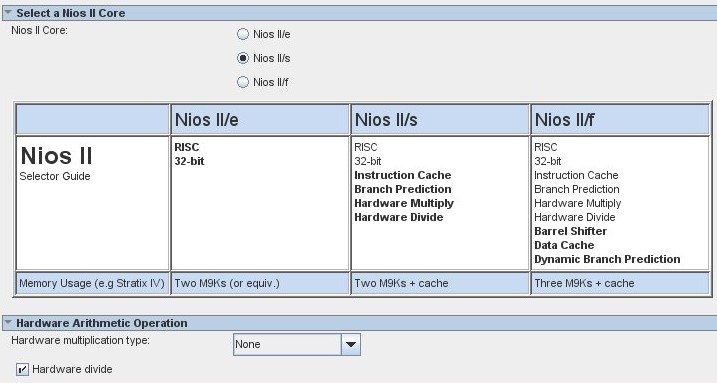 Select a Nios II Core
Nios II Core:
Nios II/e
Nios II/s
Nios II/f
Nios II/e Nios II/s Nios II/f
Nios II
Selector Guide
RISC
32-bit
RISC
32-bit
Instruction Cache
Branch Prediction
Hardware Multiply
Hardware Divide
RISC
32-bit
Instruction Cache
Branch Prediction
Hardware Multiply
Hardware Divide
Barrel Shifter
Data Cache
Dynamic Branch Prediction
Memory Usage (e.g Stratix IV) Two M9Ks (or equiv.) Two M9Ks + cache Three M9Ks + cache
Hardware Arithmetic Operation
Hardware multiplication type: None
Hardware divide